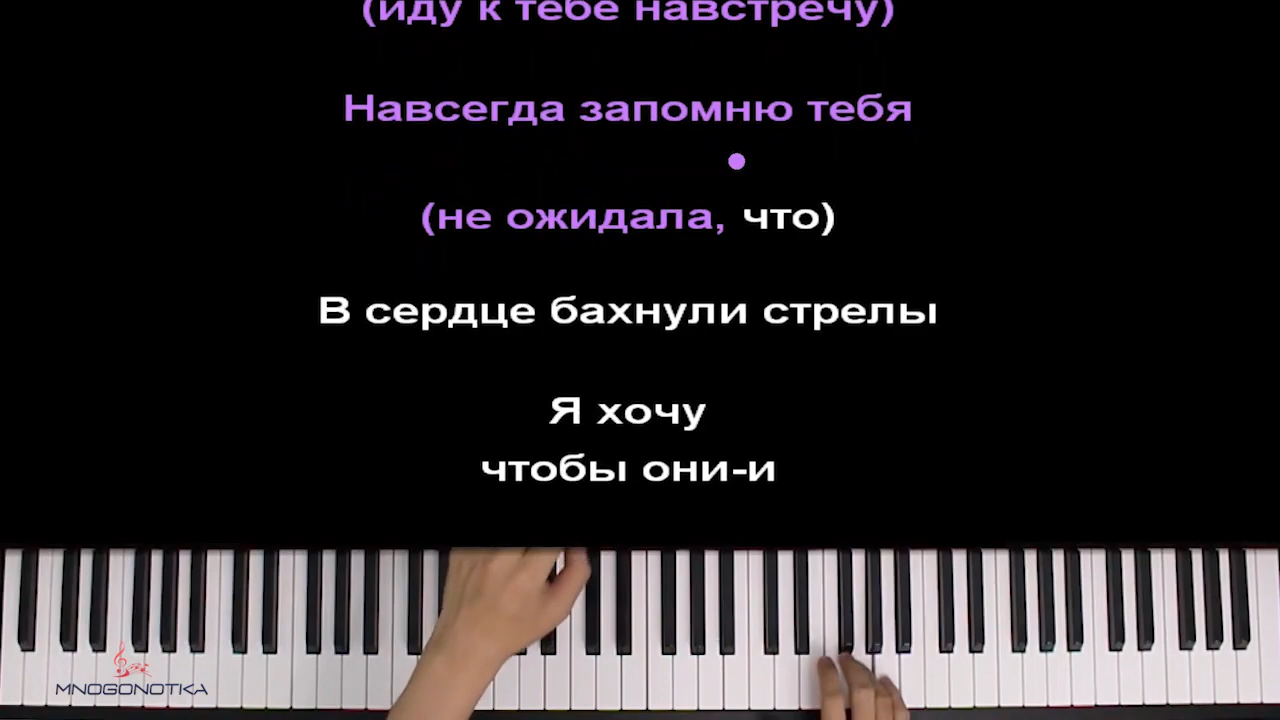 (иду к тебе навстречу)
Навсегда запомню тебя
(не ожидала, что)
В сердце бахнули стрелы
Я хочу
чтобы они-и
MNOGONOTKA